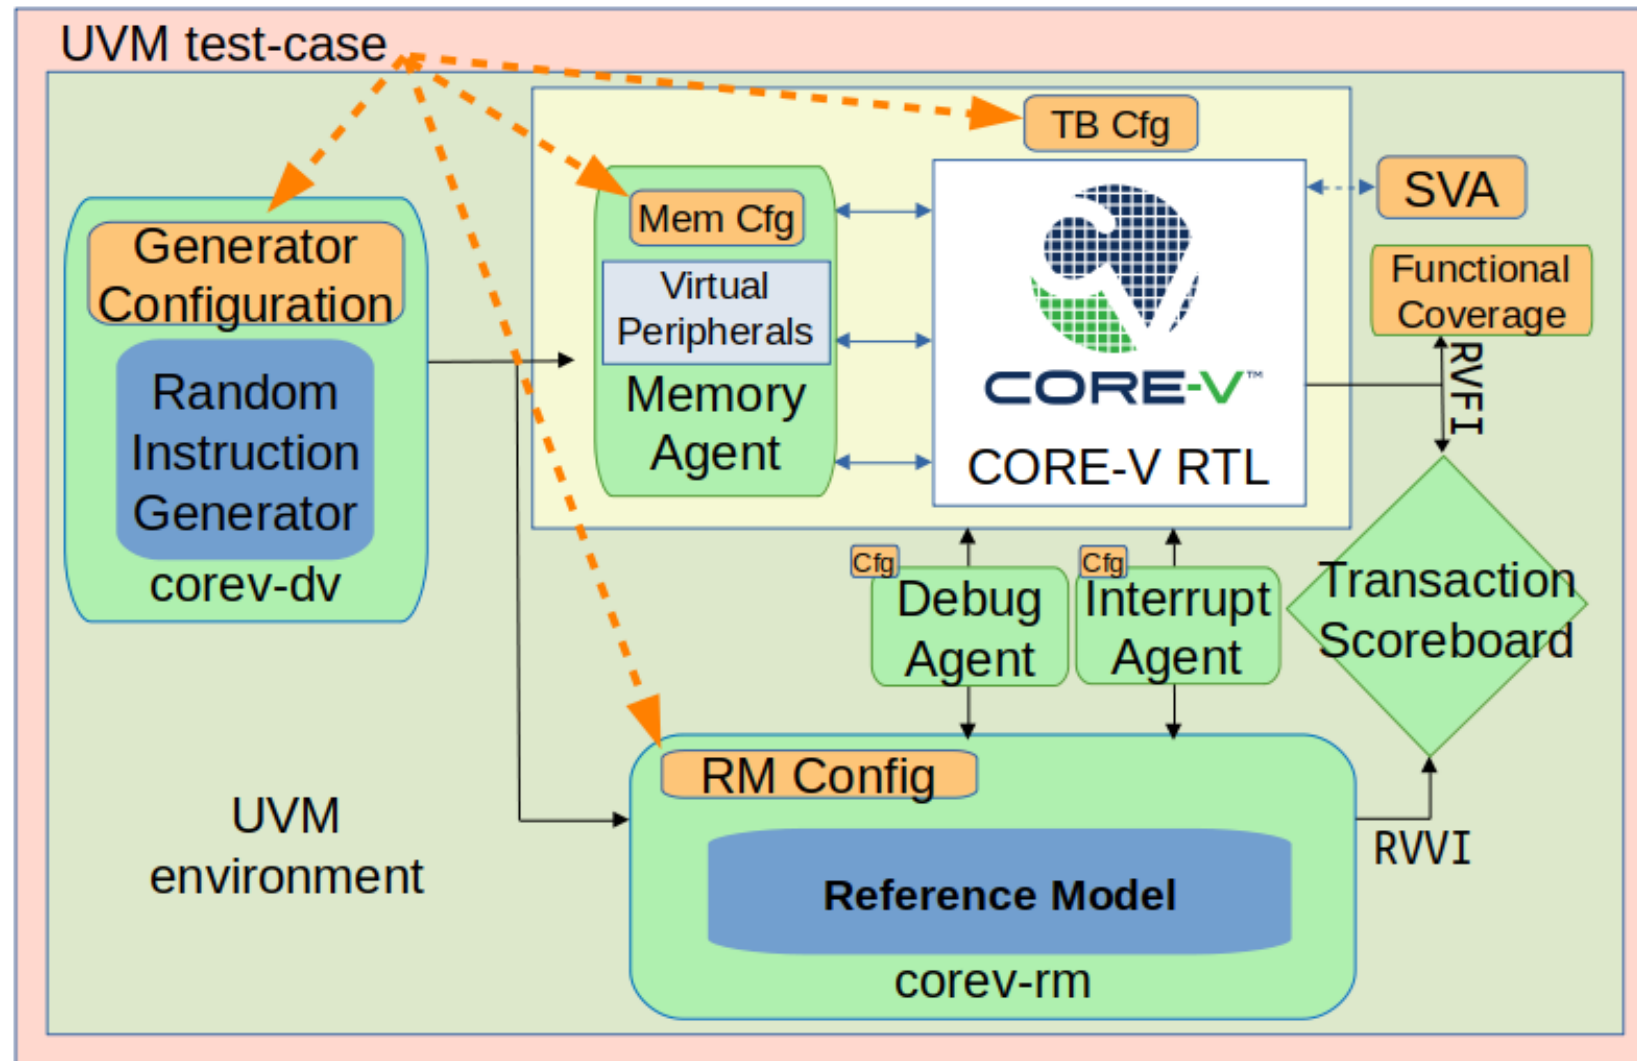 UVM test-case
TB Cfg
SVA
Mem Cfg
Generator
Configuration
Virtual
Peripherals
Functional
Coverage
RVFI
Random
Instruction
Generator
Memory
Agent
CORE-V™
CORE-V RTL
corev-dv
Cfg
Debug
Agent
Cfg
Interrupt
Agent
Transaction
Scoreboard
RM Config
UVM
environment
RVVI
Reference Model
corev-rm